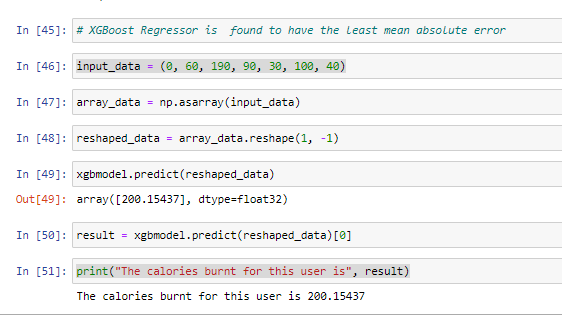 In [45]: # XGBoost Regressor is  found to have the least mean absolute error
In [46]: input_data = (0, 60, 190, 90, 30, 100, 40)
In [47]: array_data = np.asarray(input_data)
In [48]: reshaped_data = array_data.reshape(1, -1)
In [49]: xgbmodel.predict(reshaped_data)
Out[49]: array([200.15437], dtype=float32)
In [50]: result = xgbmodel.predict(reshaped_data)[0]
In [51]: print("The calories burnt for this user is", result)
The calories burnt for this user is 200.15437